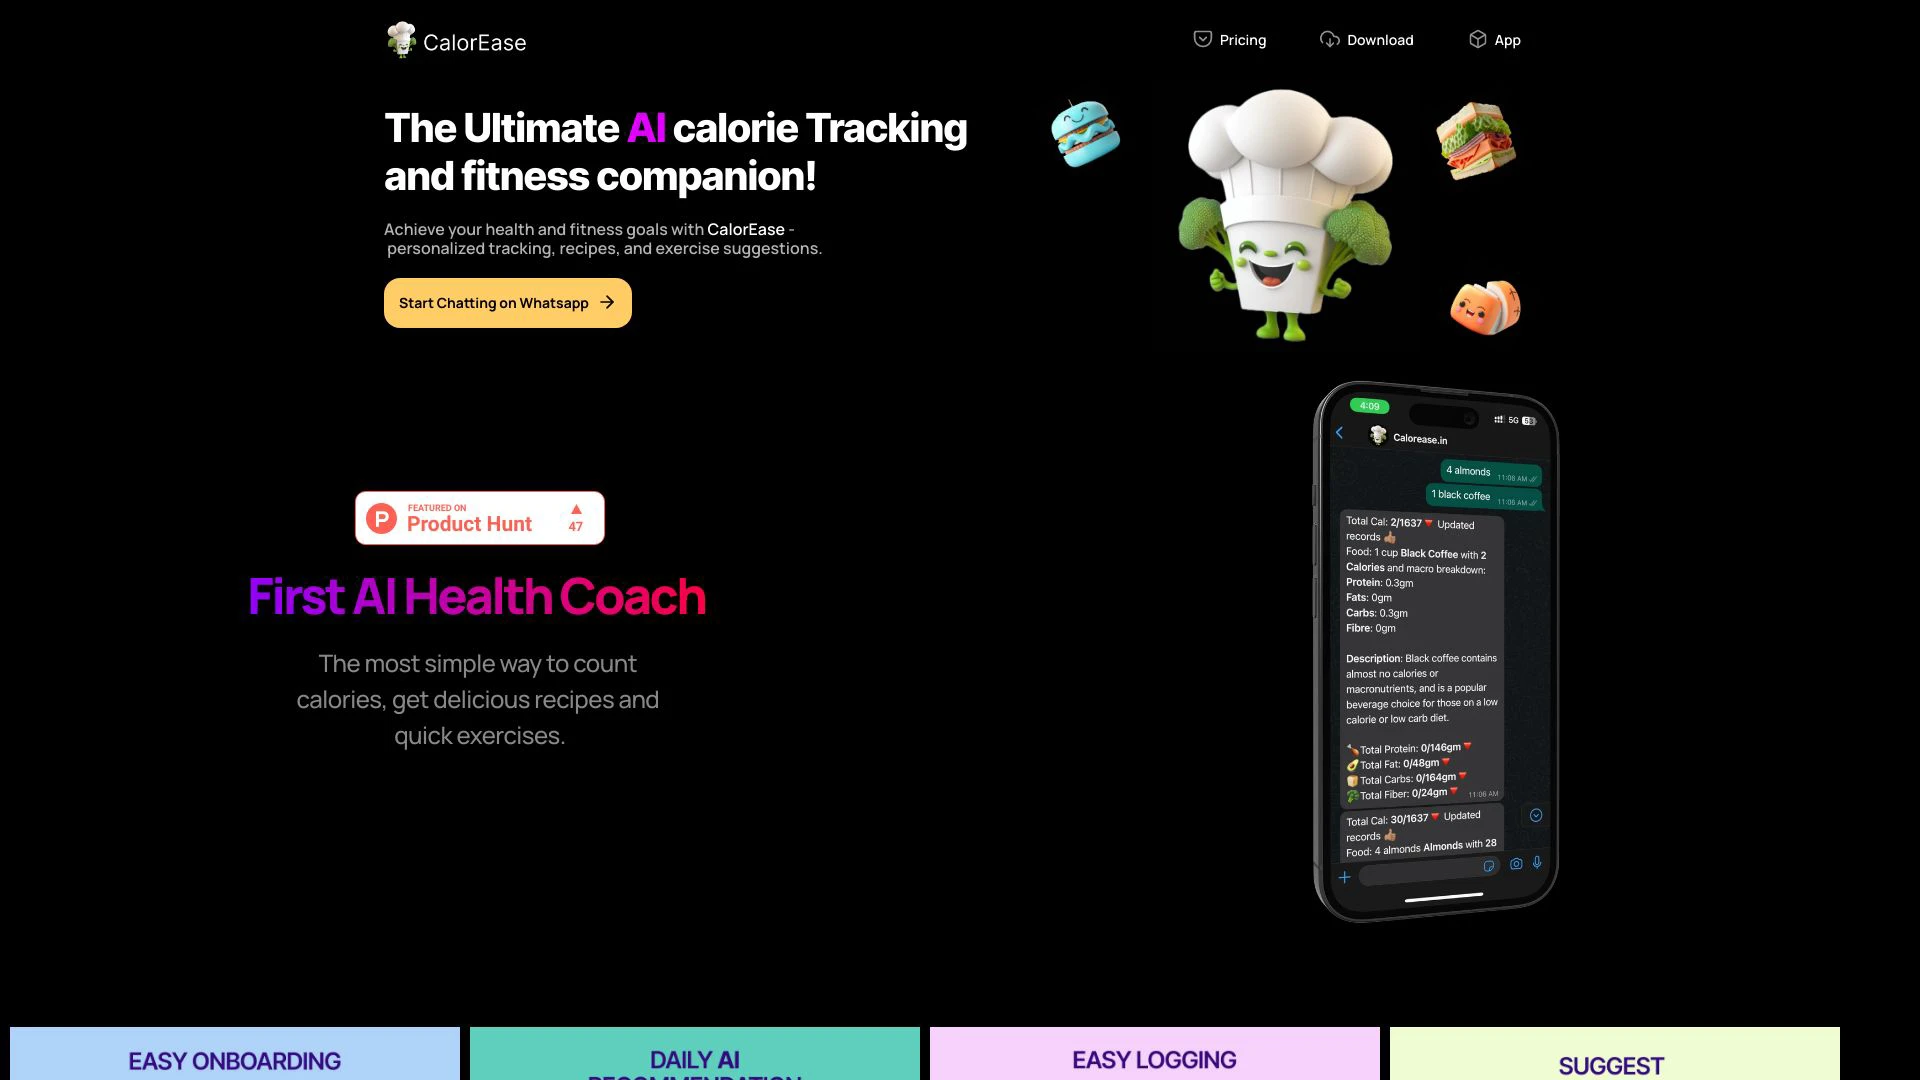 CalorEase
Pricing
Download
App
The Ultimate AI calorie Tracking
and fitness companion!
Achieve your health and fitness goals with CalorEase -
personalized tracking, recipes, and exercise suggestions.
Start Chatting on Whatsapp
FEATURED ON
Product Hunt
47
First AI Health Coach
The most simple way to count
calories, get delicious recipes and
quick exercises.
4:09
5G
Calorease.in
4 almonds
11:06 AM
1 black coffee
11:06 AM
Total Cal: 2/1637🔻 Updated
records 👍🏽
Food: 1 cup Black Coffee with 2
Calories and macro breakdown:
Protein: 0.3gm
Fats: 0gm
Carbs: 0.3gm
Fibre: 0gm
Description: Black coffee contains
almost no calories or
macronutrients, and is a popular
beverage choice for those on a low
calorie or low carb diet.
🍗Total Protein: 0/146gm🔻
🥑Total Fat: 0/48gm🔻
🍞Total Carbs: 0/164gm🔻
🥦Total Fiber: 0/24gm🔻 11:06 AM
Total Cal: 30/1637🔻 Updated
records 👍🏽
Food: 4 almonds Almonds with 28
EASY ONBOARDING
DAILY AI
RECOMMENDATION
EASY LOGGING
SUGGEST